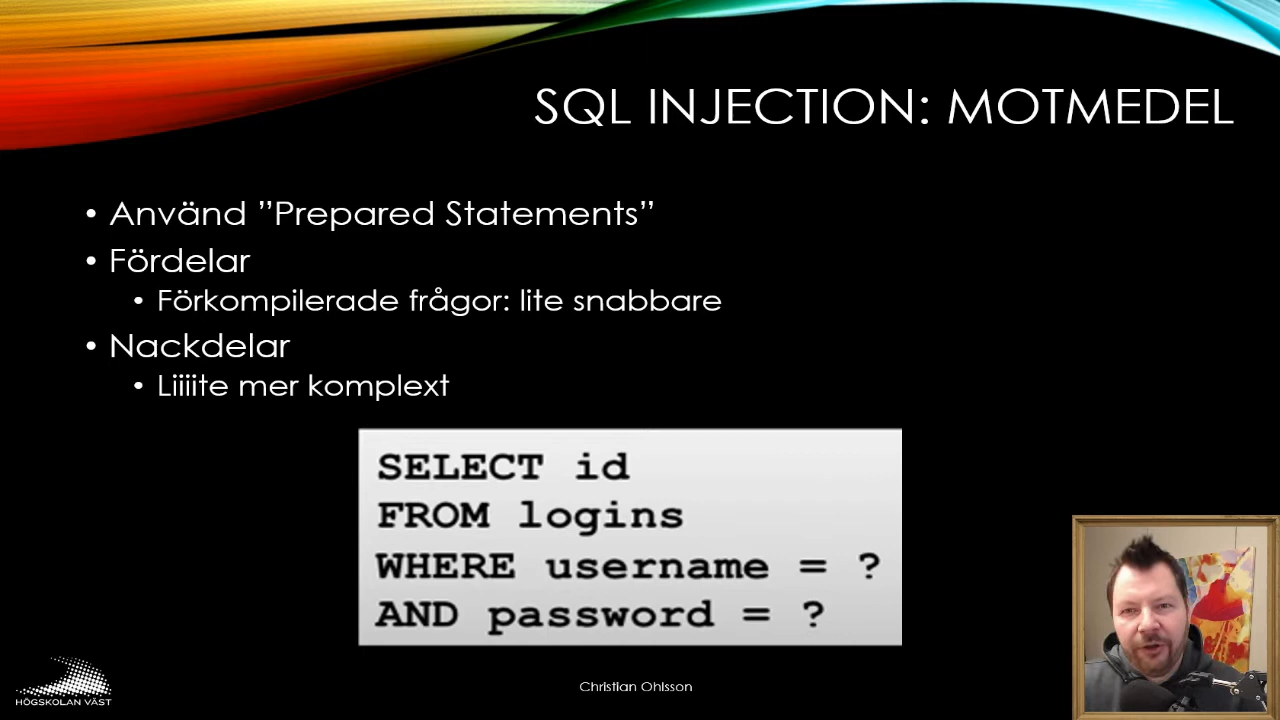 SQL INJECTION: MOTMEDEL
• Använd ”Prepared Statements”
• Fördelar
• Förkompilerade frågor: lite snabbare
• Nackdelar
• Liiiite mer komplext
SELECT id
FROM logins
WHERE username = ?
AND password = ?
HÖGSKOLAN VÄST
Christian Ohlsson